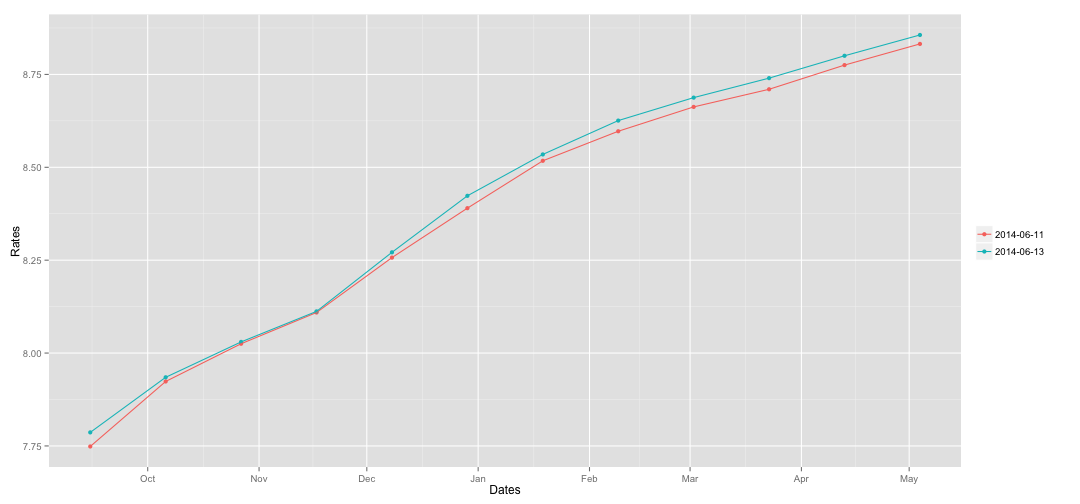 8.75
8.50
8.25
8.00
7.75
Rates
Oct
Nov
Dec
Jan
Feb
Mar
Apr
May
Dates
2014-06-11
2014-06-13